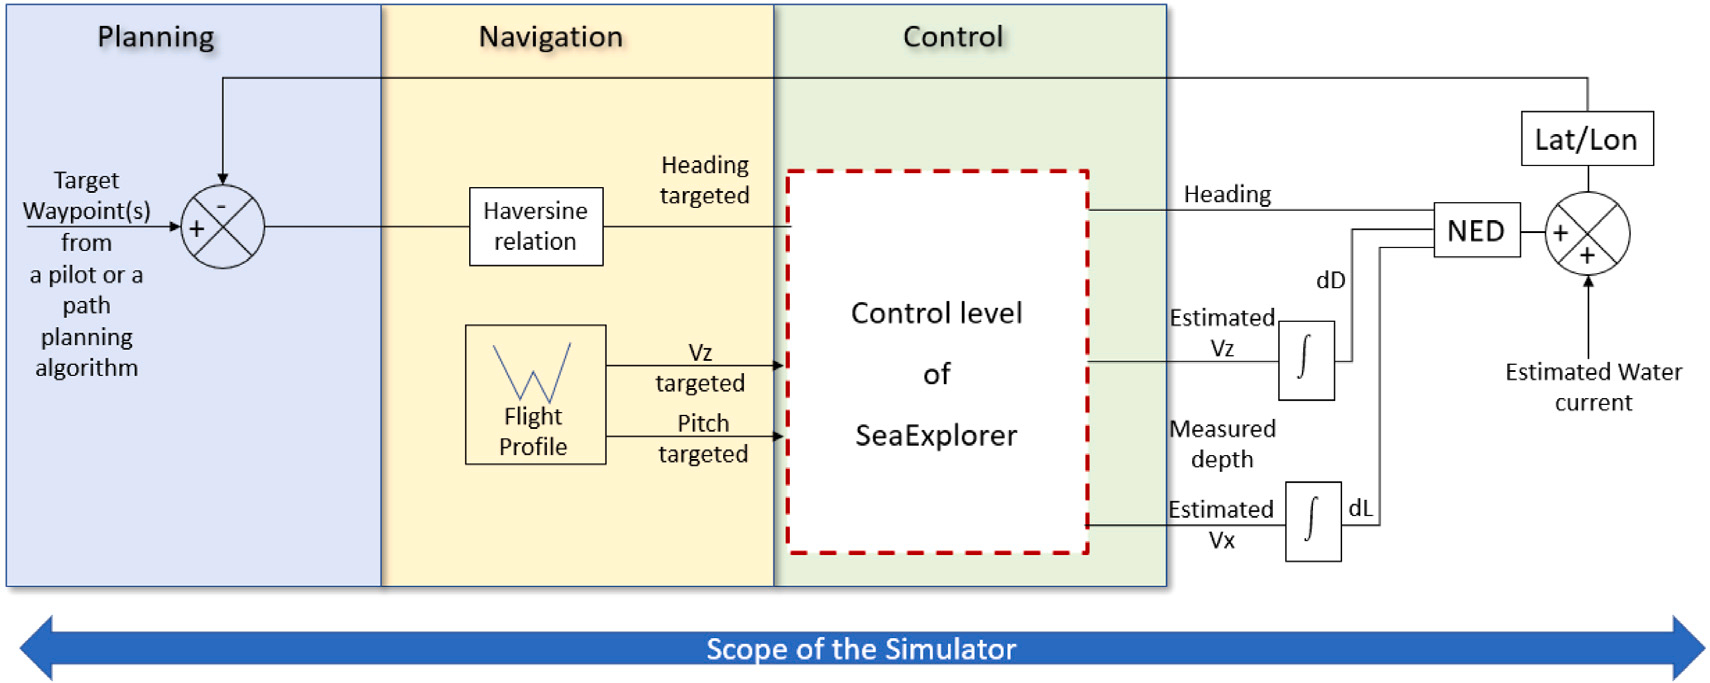 Planning
Navigation
Control
Target
Waypoint(s)
from
a pilot or a
path
planning
algorithm
-
+
Haversine
relation
Heading
targeted
Flight
Profile
Vz
targeted
Pitch
targeted
Control level
of
SeaExplorer
Heading
Estimated
Vz
∫
dD
Measured
depth
Estimated
Vx
∫
dL
NED
Lat/Lon
+
+
Estimated Water
current
Scope of the Simulator